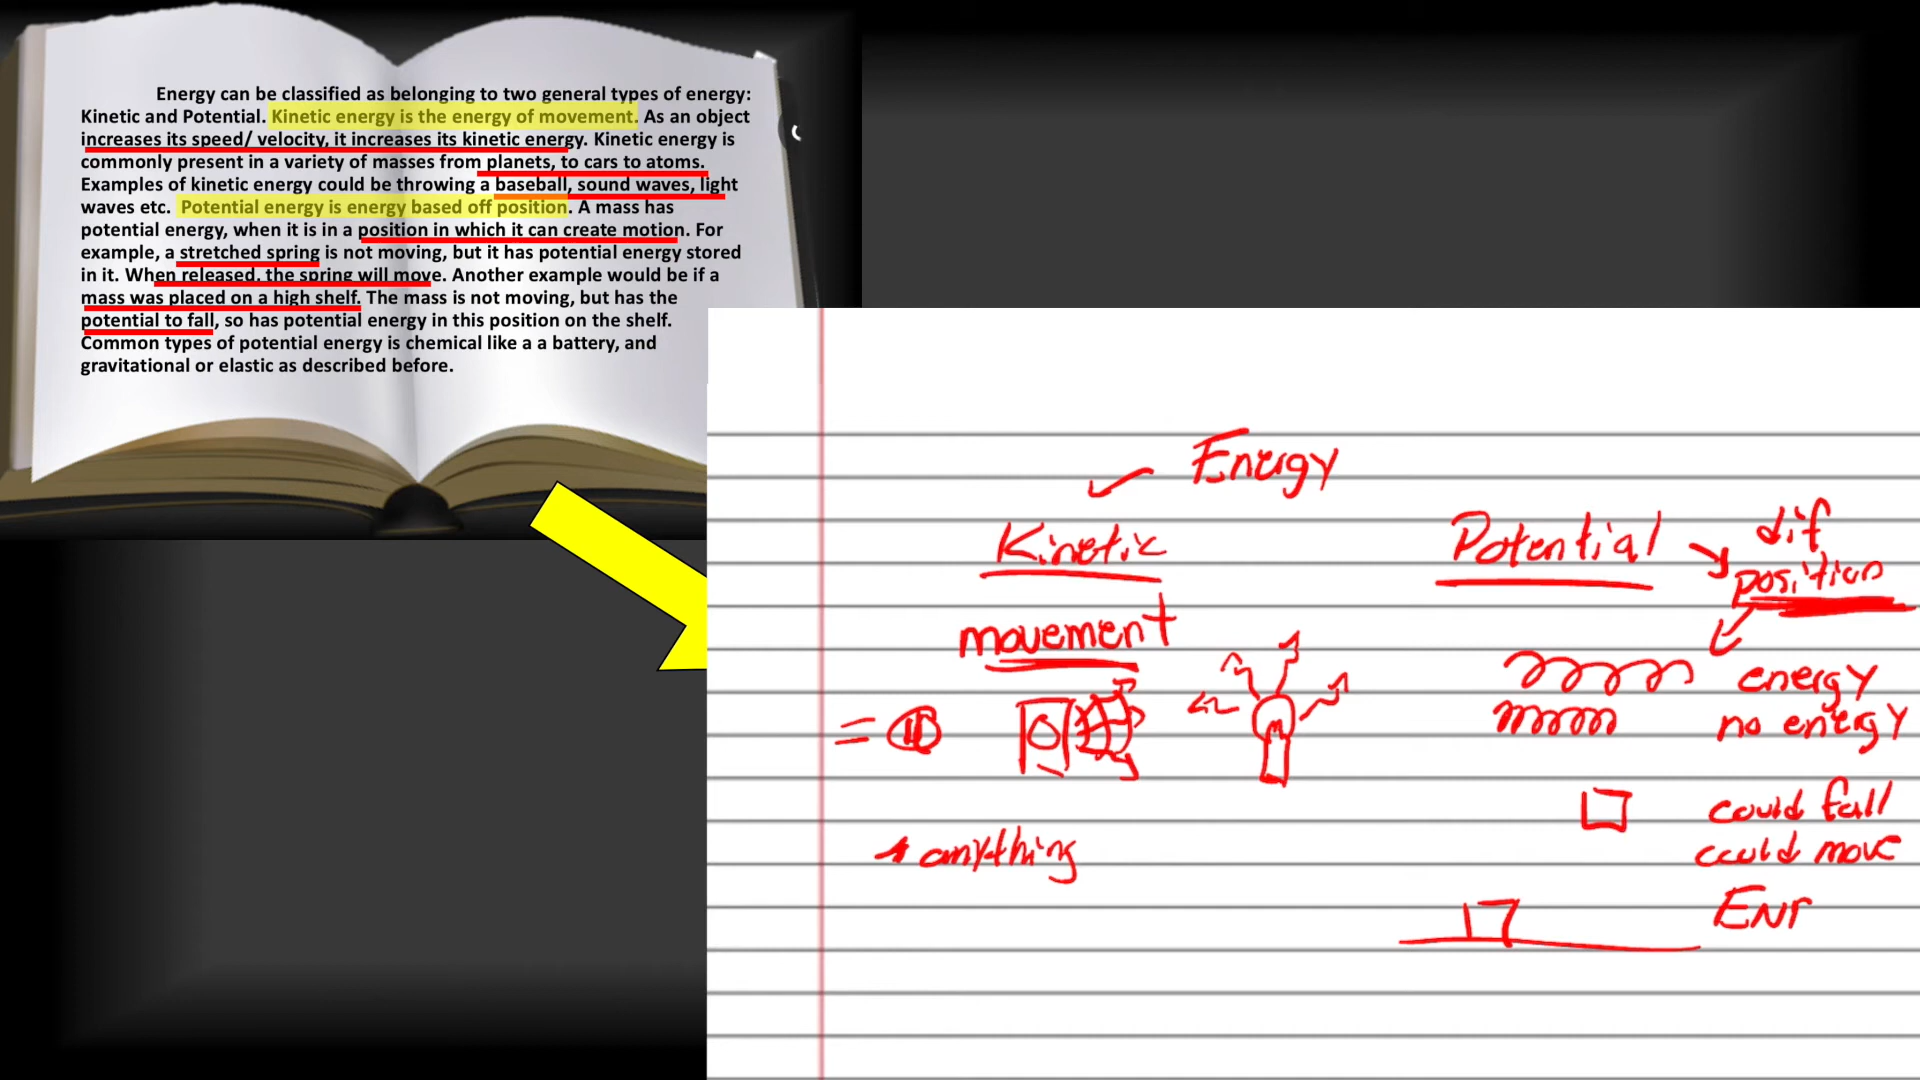 Energy can be classified as belonging to two general types of energy:
Kinetic and Potential. Kinetic energy is the energy of movement. As an object
increases its speed/ velocity, it increases its kinetic energy. Kinetic energy is
commonly present in a variety of masses from planets, to cars to atoms.
Examples of kinetic energy could be throwing a baseball, sound waves, light
waves etc. Potential energy is energy based off position. A mass has
potential energy, when it is in a position in which it can create motion. For
example, a stretched spring is not moving, but it has potential energy stored
in it. When released, the spring will move. Another example would be if a
mass was placed on a high shelf. The mass is not moving, but has the
potential to fall, so has potential energy in this position on the shelf.
Common types of potential energy is chemical like a a battery, and
gravitational or elastic as described before.
Energy
Kinetic
Potential
dif
position
movement
energy
no energy
could fall
could move
anything